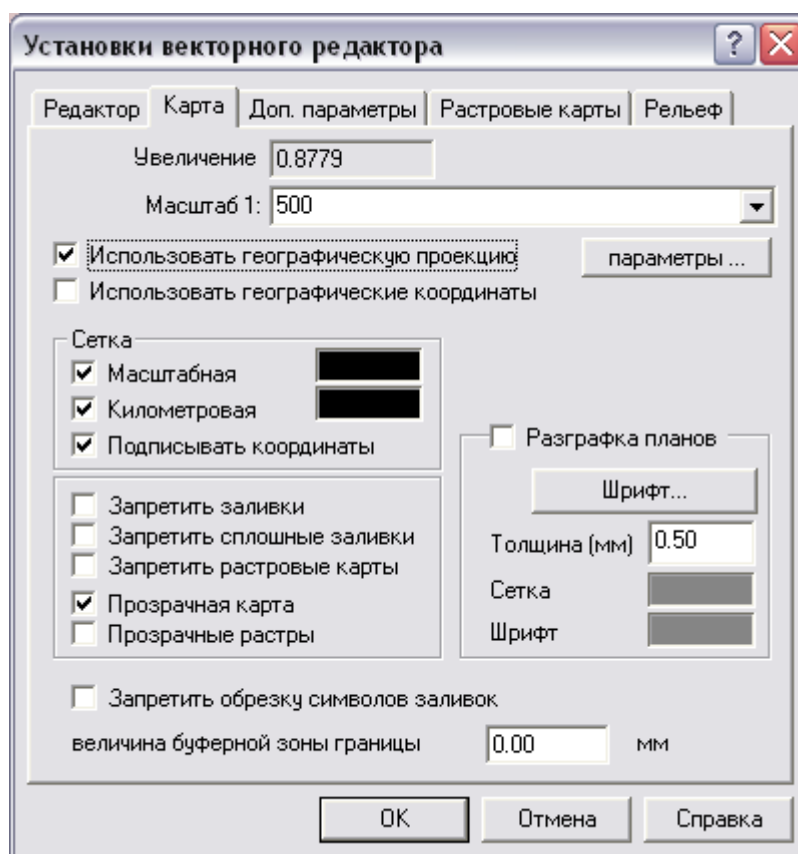 Установки векторного редактора
Редактор Карта Доп. параметры Растровые карты Рельеф
Увеличение 0.8779
Масштаб 1: 500
Использовать географическую проекцию параметры ...
Использовать географические координаты
Сетка
Масштабная
Километровая
Подписывать координаты
Разграфка планов
Шрифт...
Толщина (мм) 0.50
Сетка
Шрифт
Запретить заливки
Запретить сплошные заливки
Запретить растровые карты
Прозрачная карта
Прозрачные растры
Запретить обрезку символов заливок
величина буферной зоны границы 0.00 мм
OK Отмена Справка